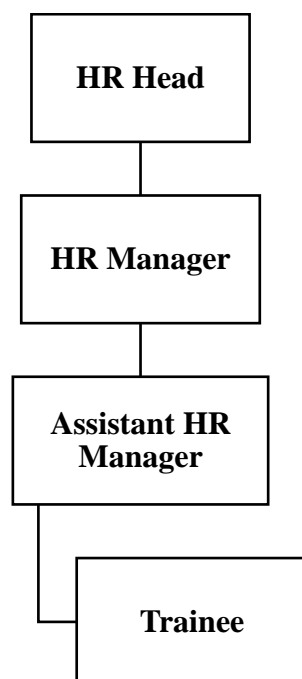 HR Head
HR Manager
Assistant HR
Manager
Trainee